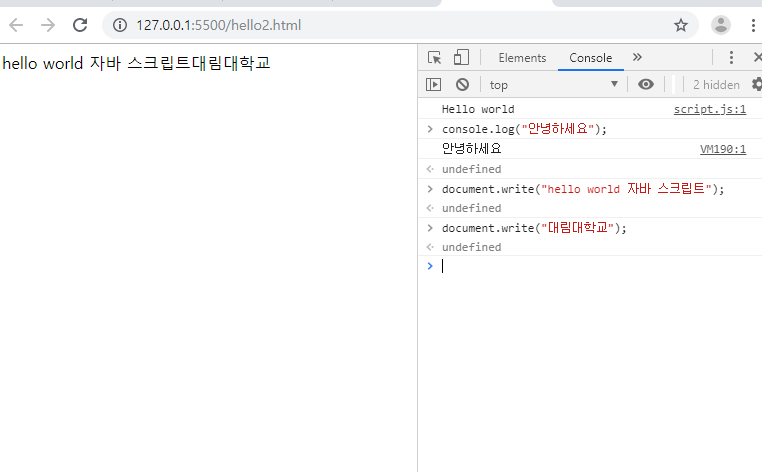 127.0.0.1:5500/hello2.html
hello world 자바 스크립트대림대학교
Elements Console »
top ▼ 2 hidden
Hello world script.js:1
> console.log("안녕하세요");
안녕하세요 VM190:1
<· undefined
> document.write("hello world 자바 스크립트");
<· undefined
> document.write("대림대학교");
<· undefined
>